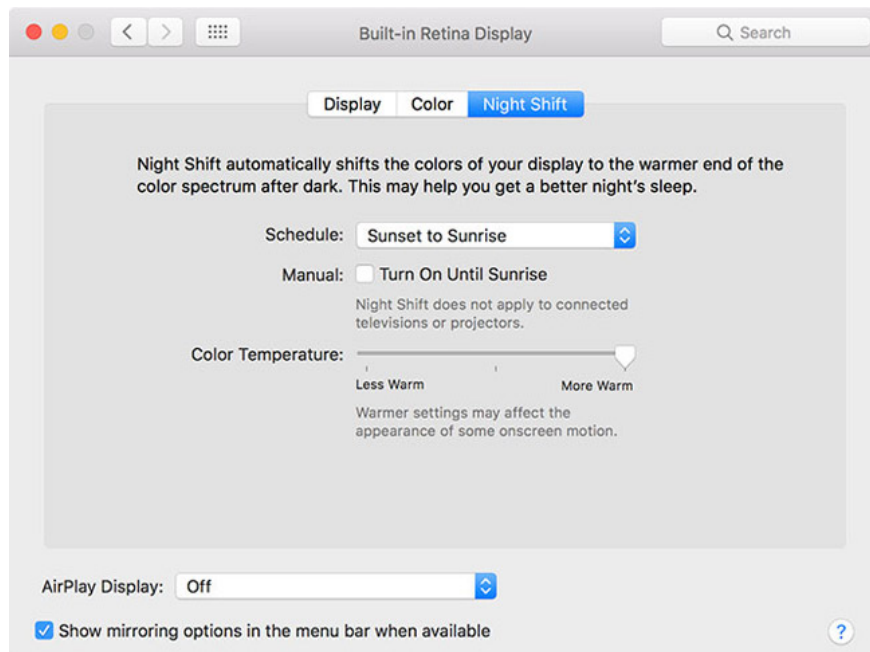 Built-in Retina Display
Search
Display Color Night Shift
Night Shift automatically shifts the colors of your display to the warmer end of the
color spectrum after dark. This may help you get a better night's sleep.
Schedule: Sunset to Sunrise
Manual: Turn On Until Sunrise
Night Shift does not apply to connected
televisions or projectors.
Color Temperature:
Less Warm More Warm
Warmer settings may affect the
appearance of some onscreen motion.
AirPlay Display: Off
Show mirroring options in the menu bar when available
?